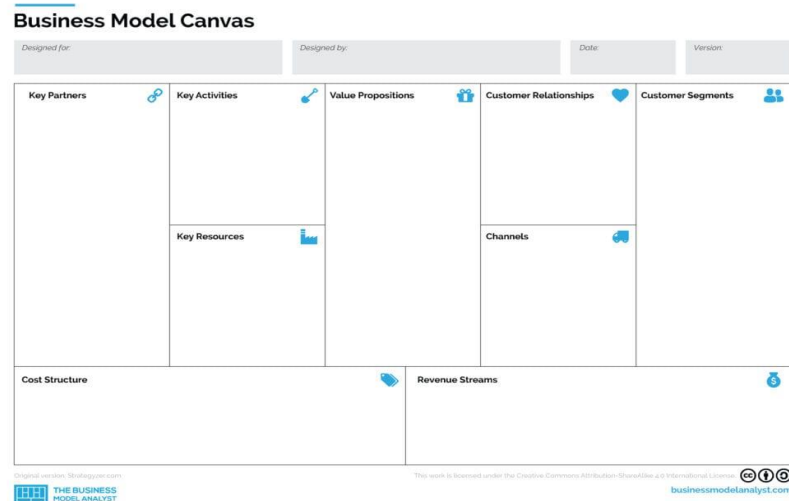 Business Model Canvas
Designed for:
Designed by:
Date:
Version:
Key Partners
Key Activities
Value Propositions
Customer Relationships
Customer Segments
Key Resources
Channels
Cost Structure
Revenue Streams
$
Original version: Strategyzer.com
This work is licensed under the Creative Commons Attribution-ShareAlike 4.0 International License.
cc
THE BUSINESS
MODEL ANALYST
businessmodelanalyst.com